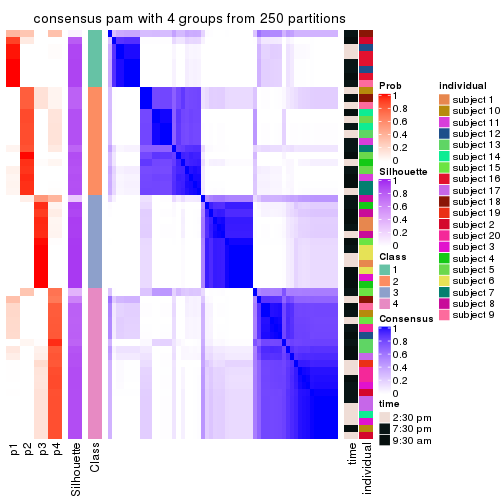 consensus pam with 4 groups from 250 partitions
p1
p2
p3
p4
Silhouette
Class
time
individual
Prob
1
0.8
0.6
0.4
0.2
0
Silhouette
1
0.8
0.6
0.4
0.2
0
Class
1
2
3
4
Consensus
1
0.8
0.6
0.4
0.2
0
time
2:30 pm
7:30 pm
9:30 am
individual
subject 1
subject 10
subject 11
subject 12
subject 13
subject 14
subject 15
subject 16
subject 17
subject 18
subject 19
subject 2
subject 20
subject 3
subject 4
subject 5
subject 6
subject 7
subject 8
subject 9